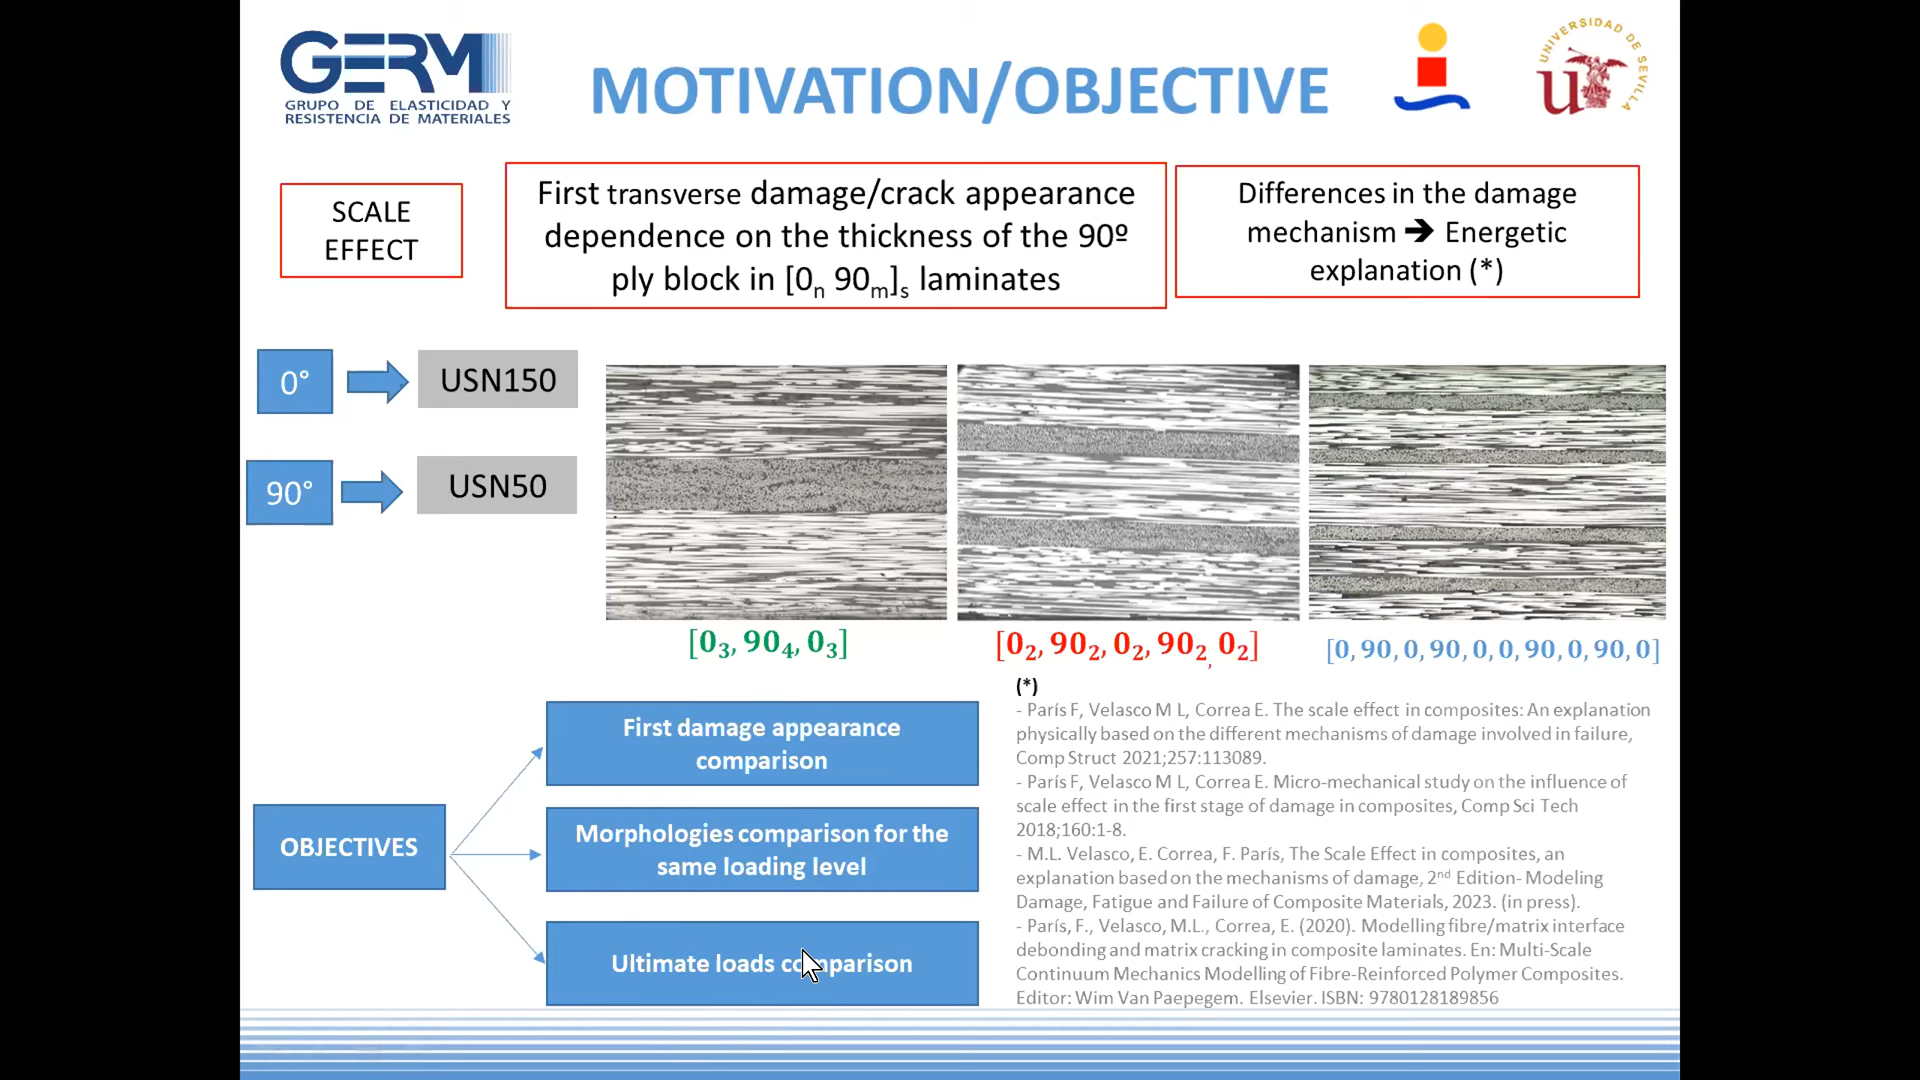 GERM
GRUPO DE ELASTICIDAD Y
RESISTENCIA DE MATERIALES
MOTIVATION/OBJECTIVE
UNIVERSIDAD DE SEVILLA
SCALE
EFFECT
First transverse damage/crack appearance
dependence on the thickness of the 90º
ply block in [0n 90m]s laminates
Differences in the damage
mechanism ➔ Energetic
explanation (*)
0°
USN150
90°
USN50
[0₃, 90₄, 0₃]
[0₂, 90₂, 0₂, 90₂, 0₂]
[0, 90, 0, 90, 0, 0, 90, 0, 90, 0]
OBJECTIVES
First damage appearance
comparison
Morphologies comparison for the
same loading level
Ultimate loads comparison
(*)
- París F, Velasco M L, Correa E. The scale effect in composites: An explanation
physically based on the different mechanisms of damage involved in failure,
Comp Struct 2021;257:113089.
- París F, Velasco M L, Correa E. Micro-mechanical study on the influence of
scale effect in the first stage of damage in composites, Comp Sci Tech
2018;160:1-8.
- M.L. Velasco, E. Correa, F. París, The Scale Effect in composites, an
explanation based on the mechanisms of damage, 2nd Edition- Modeling
Damage, Fatigue and Failure of Composite Materials, 2023. (in press).
- París, F., Velasco, M.L., Correa, E. (2020). Modelling fibre/matrix interface
debonding and matrix cracking in composite laminates. En: Multi-Scale
Continuum Mechanics Modelling of Fibre-Reinforced Polymer Composites.
Editor: Wim Van Paepegem. Elsevier. ISBN: 9780128189856